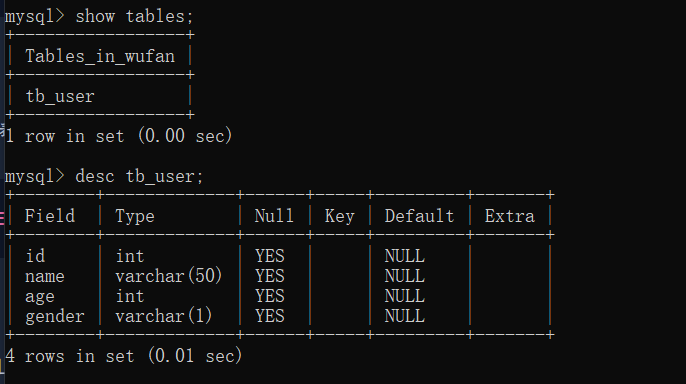 mysql> show tables;
+-----------------+
| Tables_in_wufan |
+-----------------+
| tb_user         |
+-----------------+
1 row in set (0.00 sec)
mysql> desc tb_user;
+--------+-------------+------+-----+---------+-------+
| Field  | Type        | Null | Key | Default | Extra |
+--------+-------------+------+-----+---------+-------+
| id     | int         | YES  |     | NULL    |       |
| name   | varchar(50) | YES  |     | NULL    |       |
| age    | int         | YES  |     | NULL    |       |
| gender | varchar(1)  | YES  |     | NULL    |       |
+--------+-------------+------+-----+---------+-------+
4 rows in set (0.01 sec)